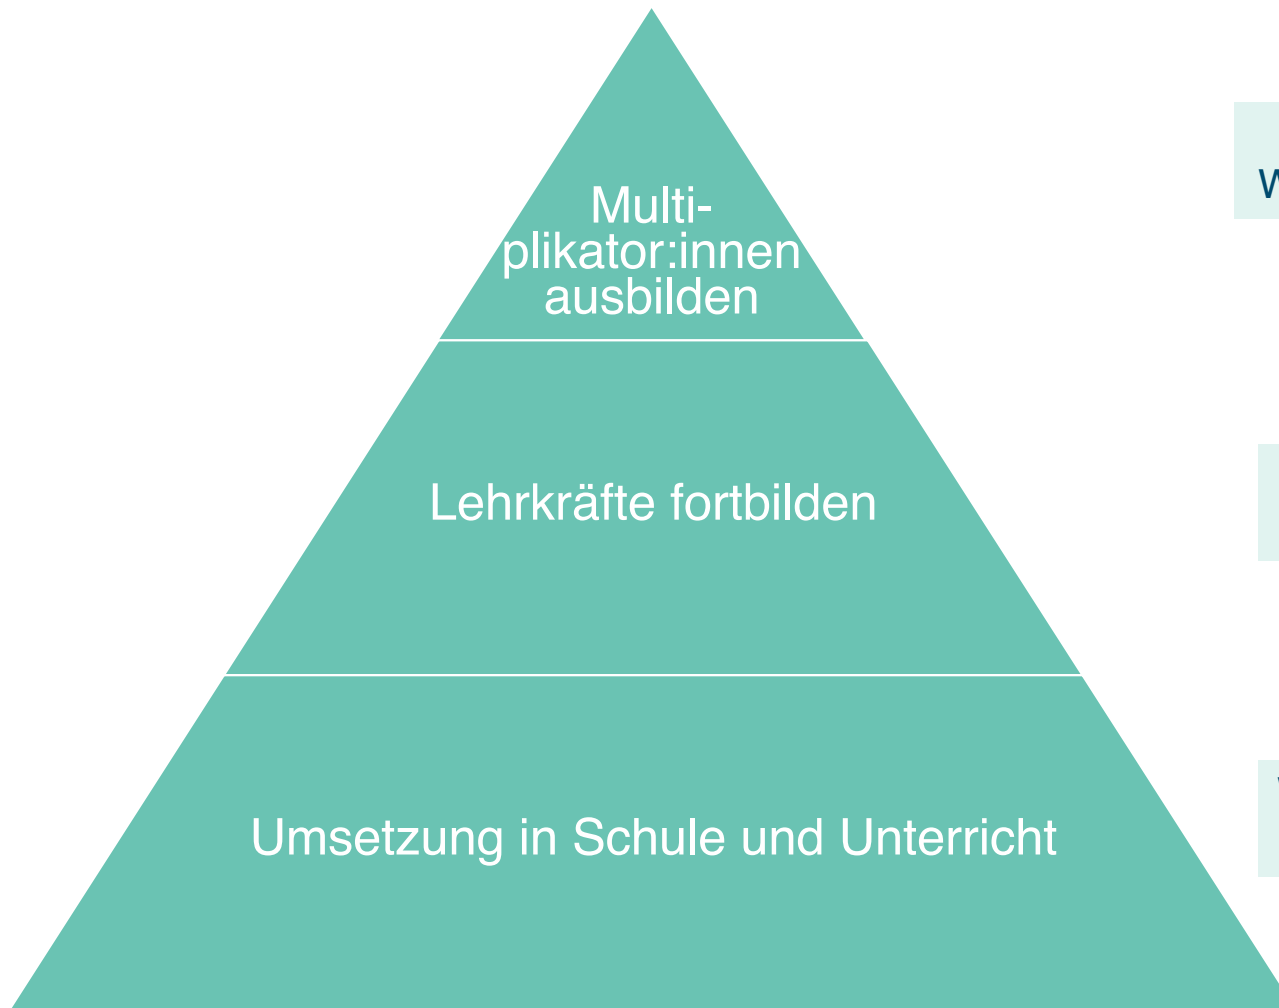 Multi-
plikator:innen
ausbilden
Lehrkräfte fortbilden
Umsetzung in Schule und Unterricht